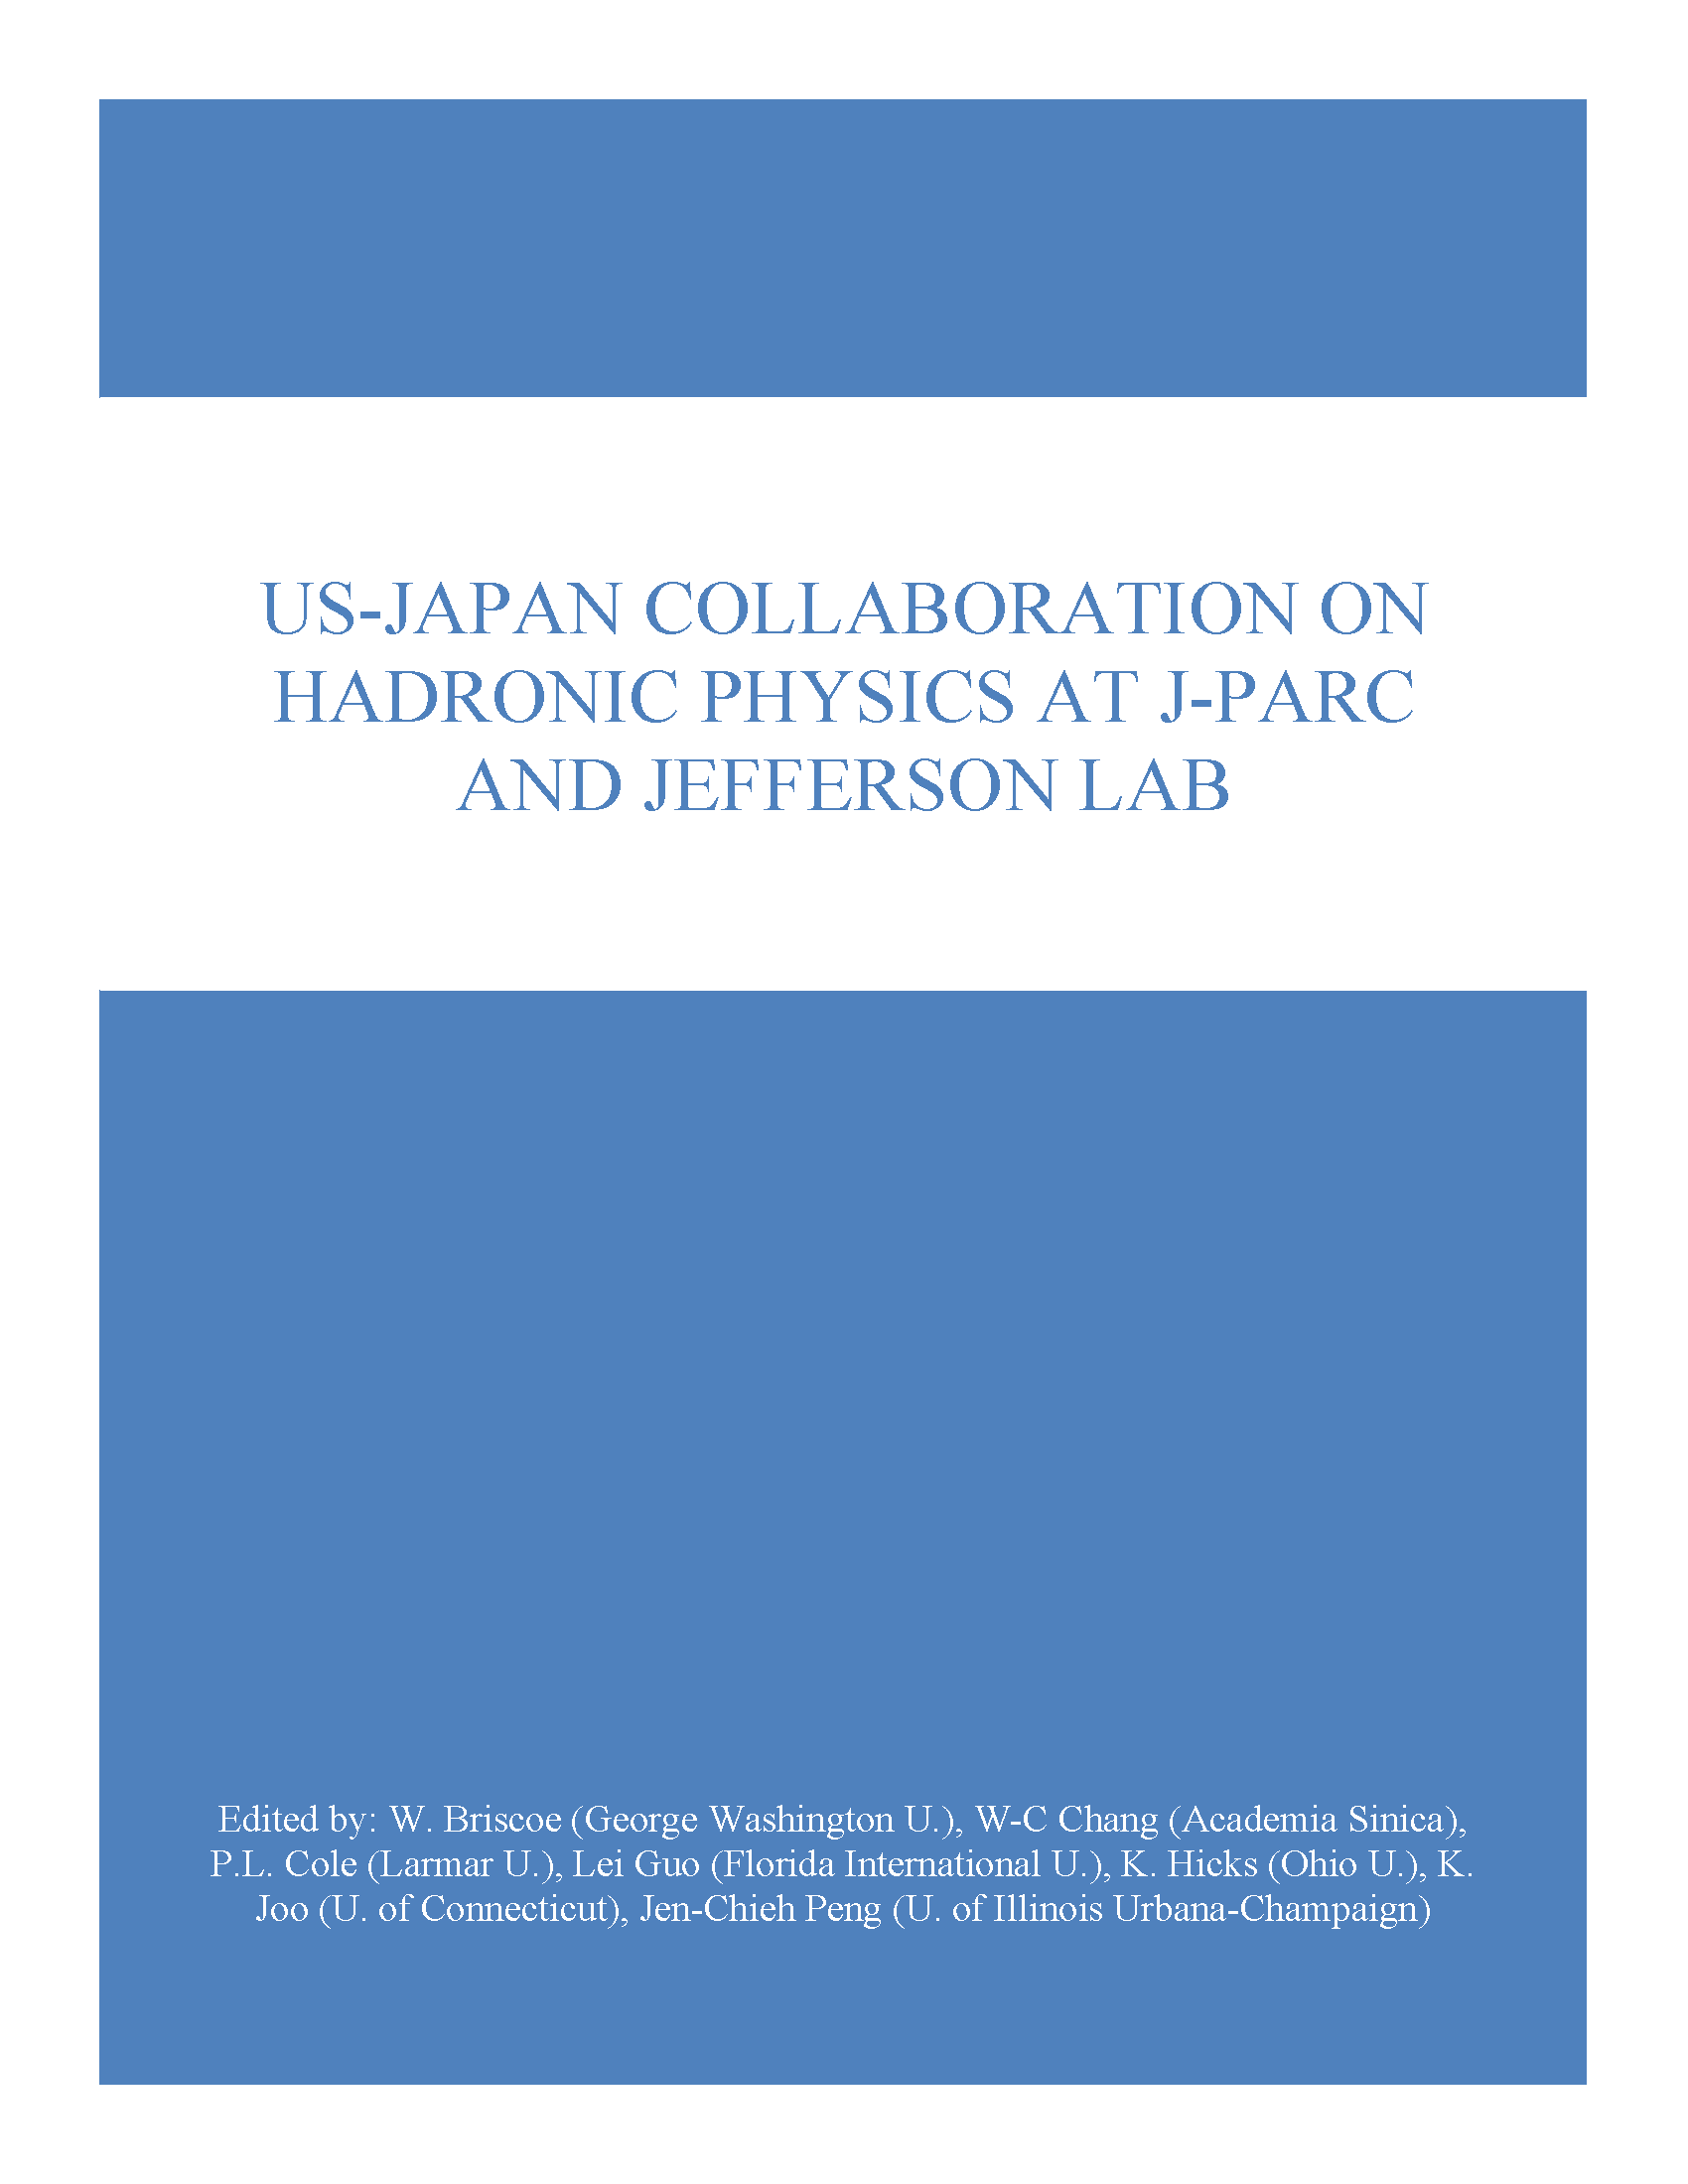 US-JAPAN COLLABORATION ON
HADRONIC PHYSICS AT J-PARC
AND JEFFERSON LAB
Edited by: W. Briscoe (George Washington U.), W-C Chang (Academia Sinica),
P.L. Cole (Larmar U.), Lei Guo (Florida International U.), K. Hicks (Ohio U.), K.
Joo (U. of Connecticut), Jen-Chieh Peng (U. of Illinois Urbana-Champaign)